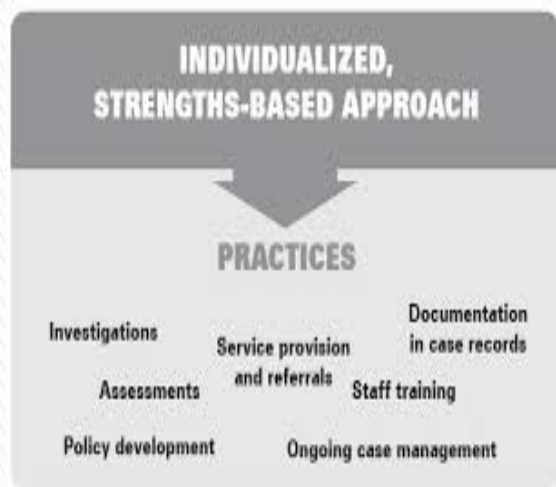 INDIVIDUALIZED,
STRENGTHS-BASED APPROACH
PRACTICES
Investigations
Service provision
and referrals
Documentation
in case records
Assessments
Staff training
Policy development
Ongoing case management